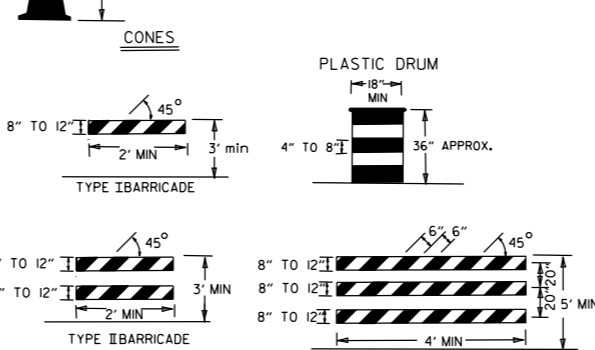 CONES
PLASTIC DRUM
18"
MIN
45°
8" TO 12"
2' MIN
3' min
TYPE I BARRICADE
4" TO 8"
36" APPROX.
45°
TO 12"
" TO 12"
3' MIN
2' MIN
TYPE II BARRICADE
6" 6"
45°
8" TO 12"
8" TO 12"
8" TO 12"
20"
20"
5' MIN
4' MIN